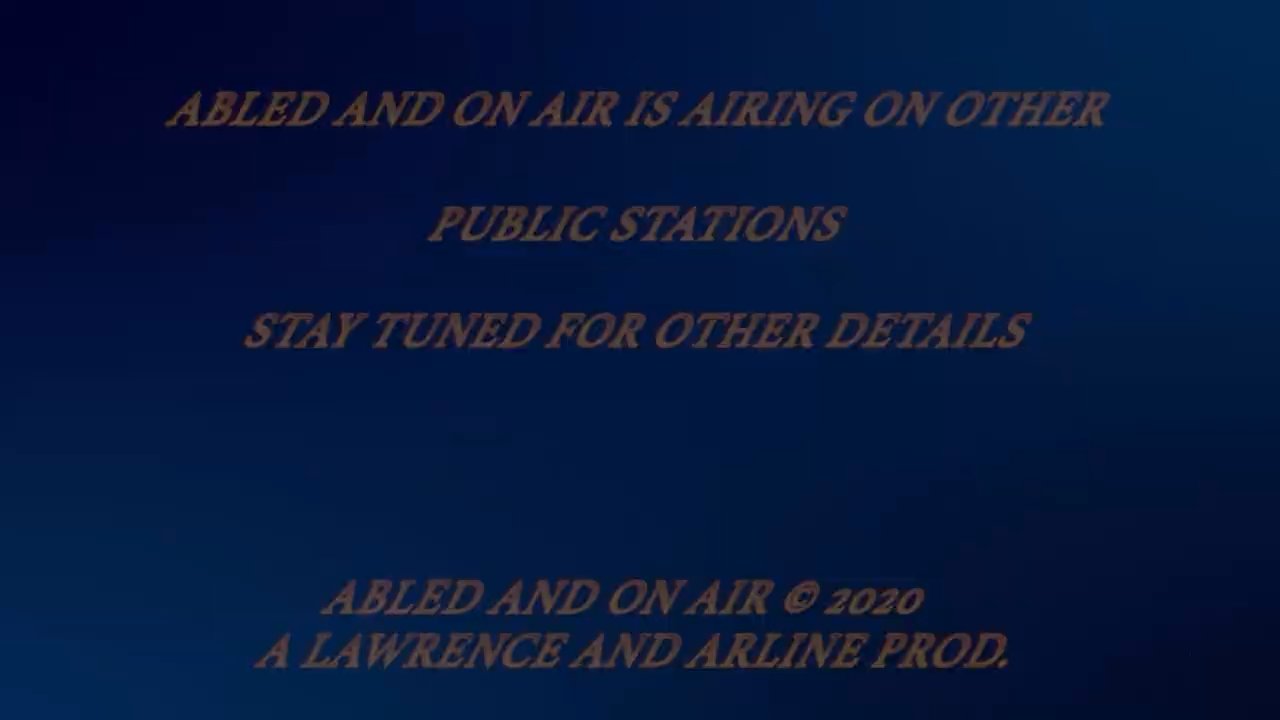 ABLED AND ON AIR IS AIRING ON OTHER
PUBLIC STATIONS
STAY TUNED FOR OTHER DETAILS
ABLED AND ON AIR © 2020
A LAWRENCE AND ARLINE PROD.